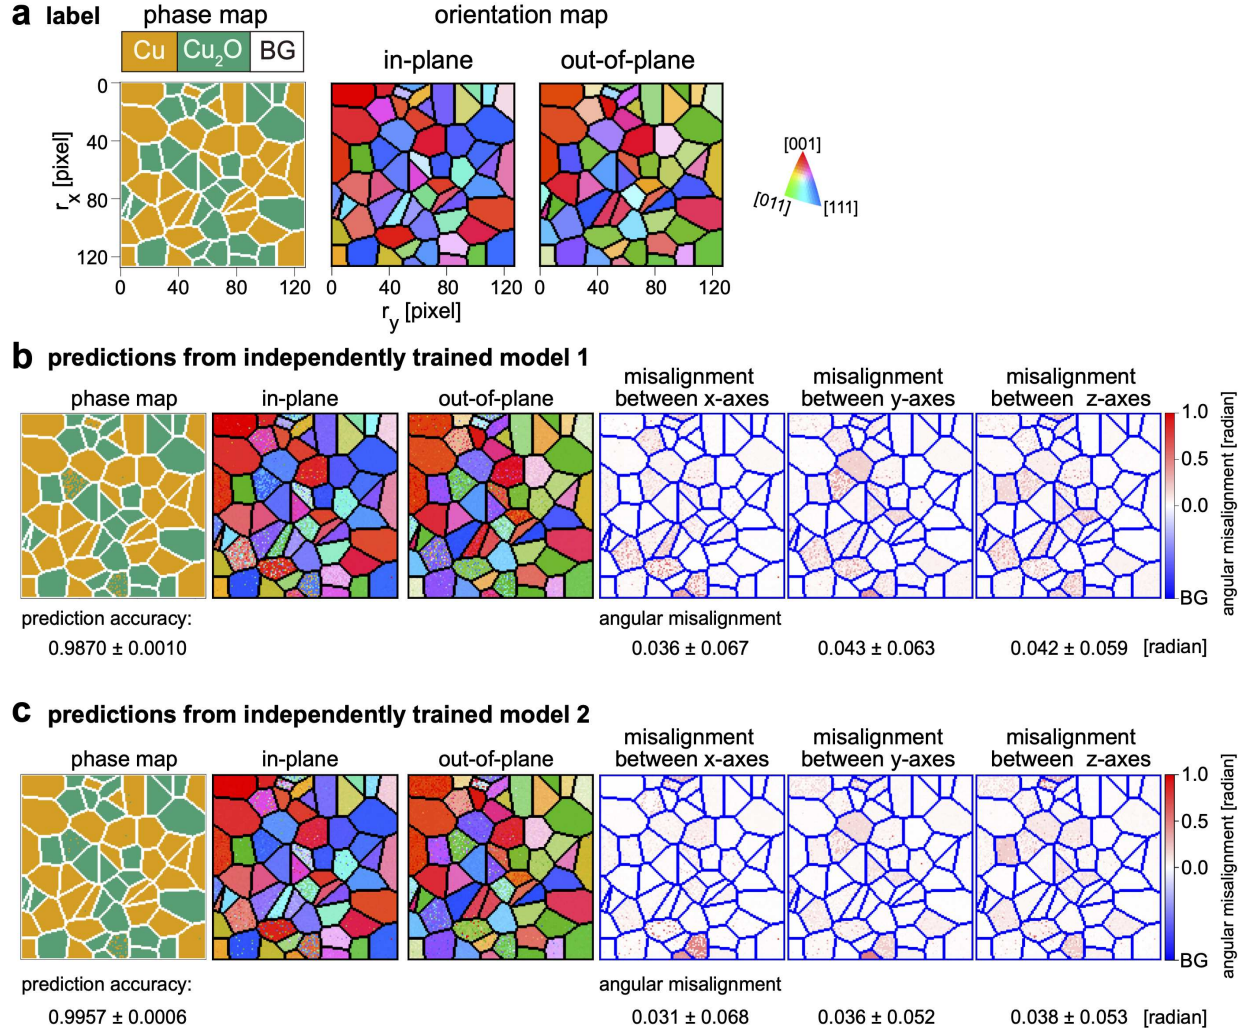 a label phase map orientation map
Cu Cu2O BG
in-plane out-of-plane
0
40
80
120
rx [pixel]
0 40 80 120 0 40 80 120 0 40 80 120
ry [pixel]
[001]
[011] [111]
b predictions from independently trained model 1
phase map in-plane out-of-plane
misalignment between x-axes
misalignment between y-axes
misalignment between z-axes
1.0
0.5
0.0
BG
angular misalignment [radian]
prediction accuracy: angular misalignment
0.9870 ± 0.0010 0.036 ± 0.067 0.043 ± 0.063 0.042 ± 0.059 [radian]
c predictions from independently trained model 2
phase map in-plane out-of-plane
misalignment between x-axes
misalignment between y-axes
misalignment between z-axes
1.0
0.5
0.0
BG
angular misalignment [radian]
prediction accuracy: angular misalignment
0.9957 ± 0.0006 0.031 ± 0.068 0.036 ± 0.052 0.038 ± 0.053 [radian]